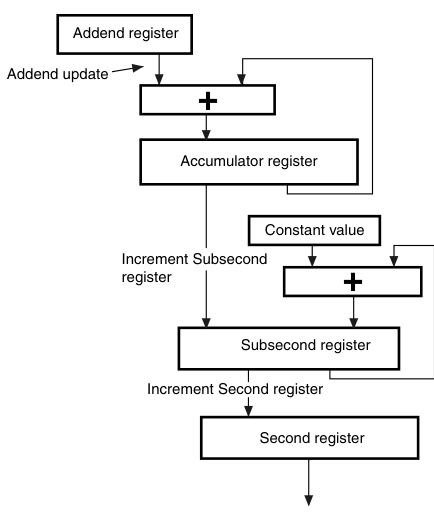 Addend register
Addend update
+
Accumulator register
Constant value
Increment Subsecond
register
+
Subsecond register
Increment Second register
Second register